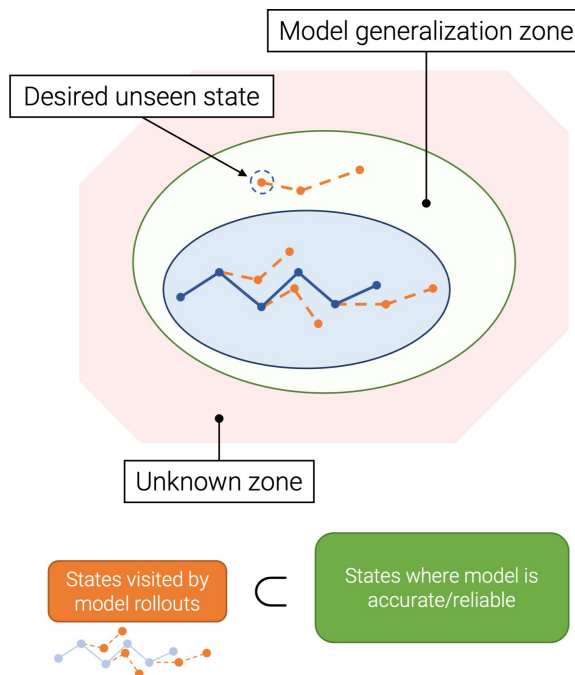 Model generalization zone
Desired unseen state
Unknown zone
States visited by
model rollouts
⊂
States where model is
accurate/reliable